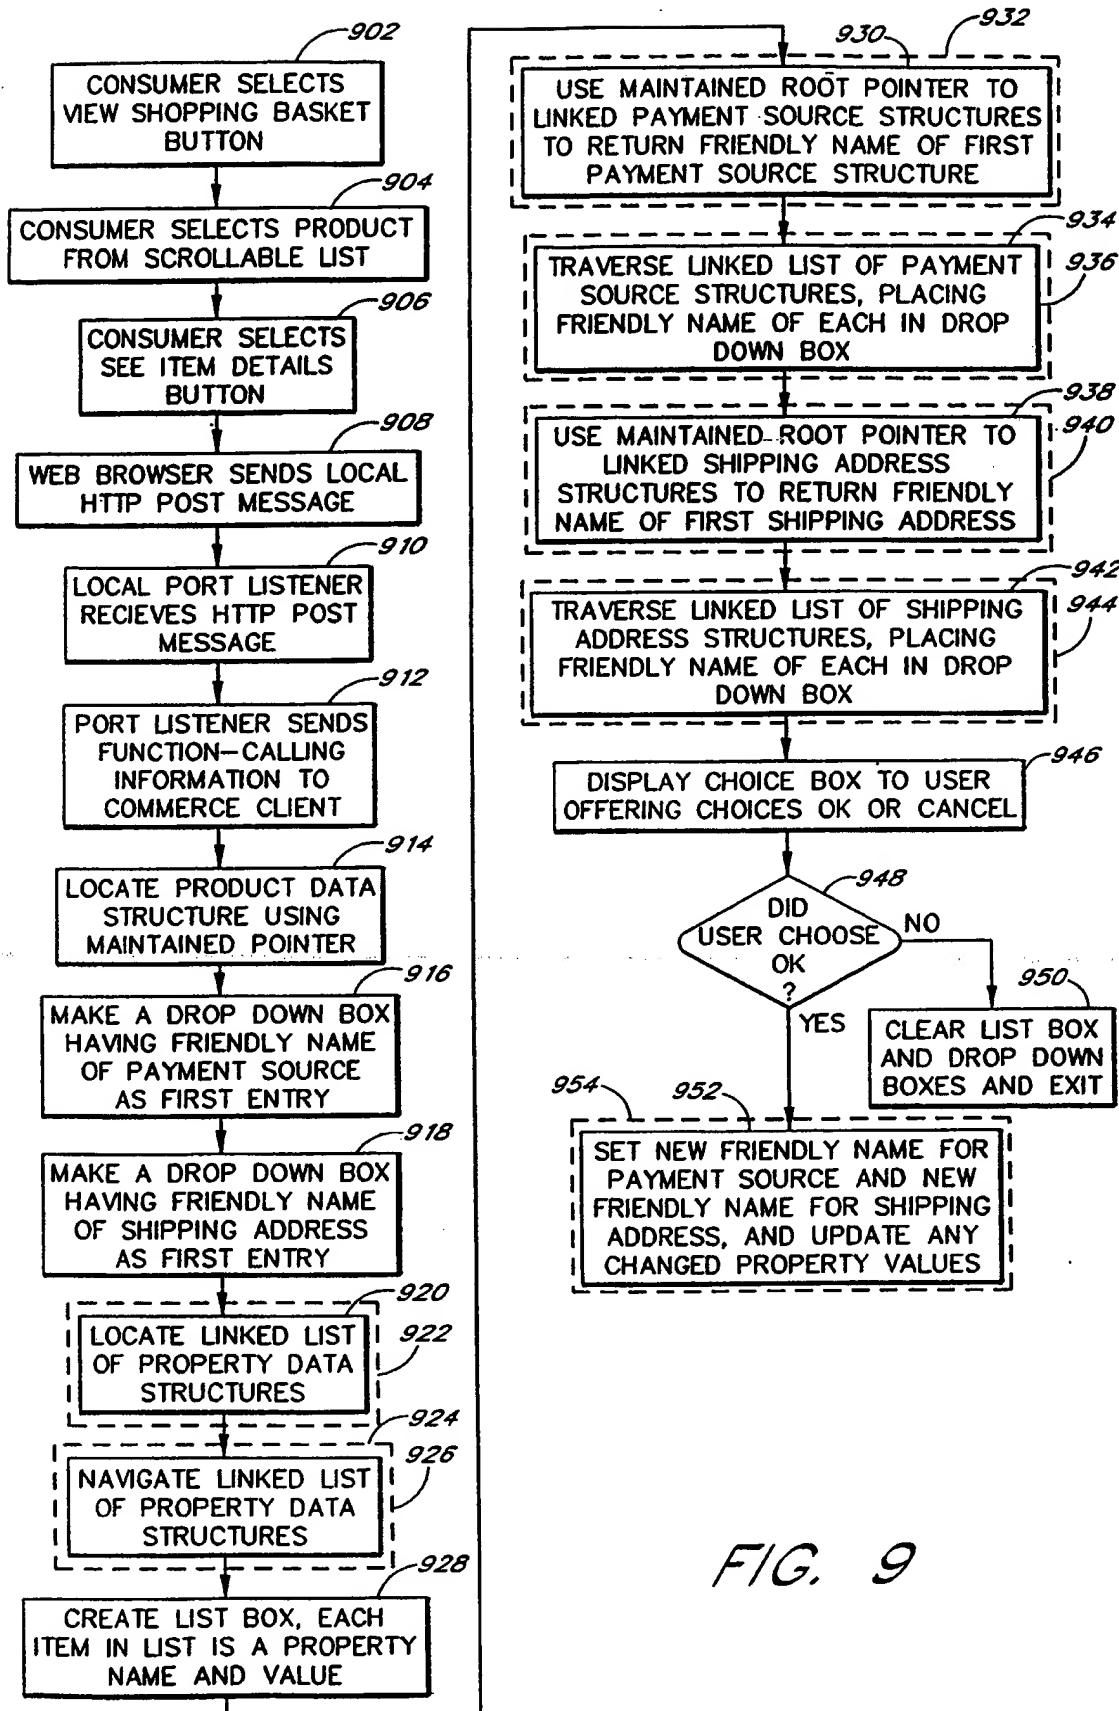 902
CONSUMER SELECTS
VIEW SHOPPING BASKET
BUTTON
904
CONSUMER SELECTS PRODUCT
FROM SCROLLABLE LIST
906
CONSUMER SELECTS
SEE ITEM DETAILS
BUTTON
908
WEB BROWSER SENDS LOCAL
HTTP POST MESSAGE
910
LOCAL PORT LISTENER
RECIEVES HTTP POST
MESSAGE
912
PORT LISTENER SENDS
FUNCTION-CALLING
INFORMATION TO
COMMERCE CLIENT
914
LOCATE PRODUCT DATA
STRUCTURE USING
MAINTAINED POINTER
916
MAKE A DROP DOWN BOX
HAVING FRIENDLY NAME
OF PAYMENT SOURCE
AS FIRST ENTRY
918
MAKE A DROP DOWN BOX
HAVING FRIENDLY NAME
OF SHIPPING ADDRESS
AS FIRST ENTRY
920
922
LOCATE LINKED LIST
OF PROPERTY DATA
STRUCTURES
924
926
NAVIGATE LINKED LIST
OF PROPERTY DATA
STRUCTURES
928
CREATE LIST BOX, EACH
ITEM IN LIST IS A PROPERTY
NAME AND VALUE
930
932
USE MAINTAINED ROOT POINTER TO
LINKED PAYMENT SOURCE STRUCTURES
TO RETURN FRIENDLY NAME OF FIRST
PAYMENT SOURCE STRUCTURE
934
936
TRAVERSE LINKED LIST OF PAYMENT
SOURCE STRUCTURES, PLACING
FRIENDLY NAME OF EACH IN DROP
DOWN BOX
938
940
USE MAINTAINED ROOT POINTER TO
LINKED SHIPPING ADDRESS
STRUCTURES TO RETURN FRIENDLY
NAME OF FIRST SHIPPING ADDRESS
942
944
TRAVERSE LINKED LIST OF SHIPPING
ADDRESS STRUCTURES, PLACING
FRIENDLY NAME OF EACH IN DROP
DOWN BOX
946
DISPLAY CHOICE BOX TO USER
OFFERING CHOICES OK OR CANCEL
948
DID
USER CHOOSE
OK
?
NO
YES
950
CLEAR LIST BOX
AND DROP DOWN
BOXES AND EXIT
954
952
SET NEW FRIENDLY NAME FOR
PAYMENT SOURCE AND NEW
FRIENDLY NAME FOR SHIPPING
ADDRESS, AND UPDATE ANY
CHANGED PROPERTY VALUES
FIG. 9